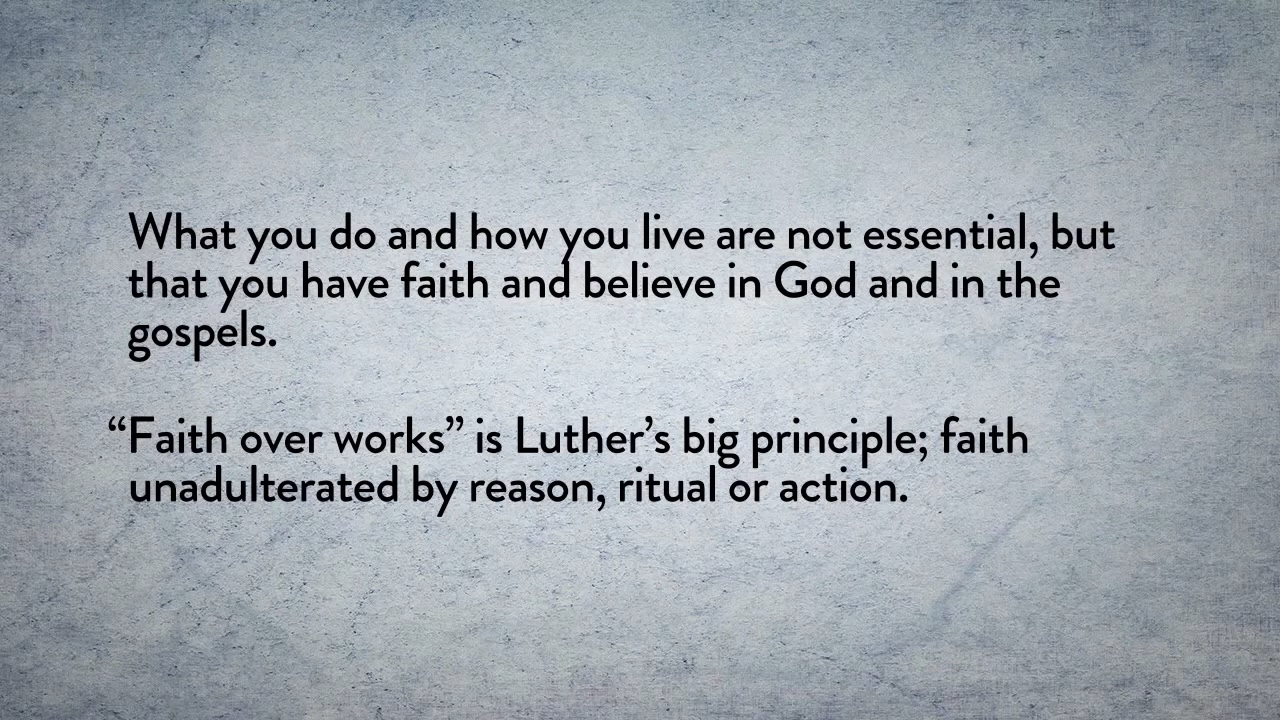 What you do and how you live are not essential, but
that you have faith and believe in God and in the
gospels.
“Faith over works” is Luther’s big principle; faith
unadulterated by reason, ritual or action.